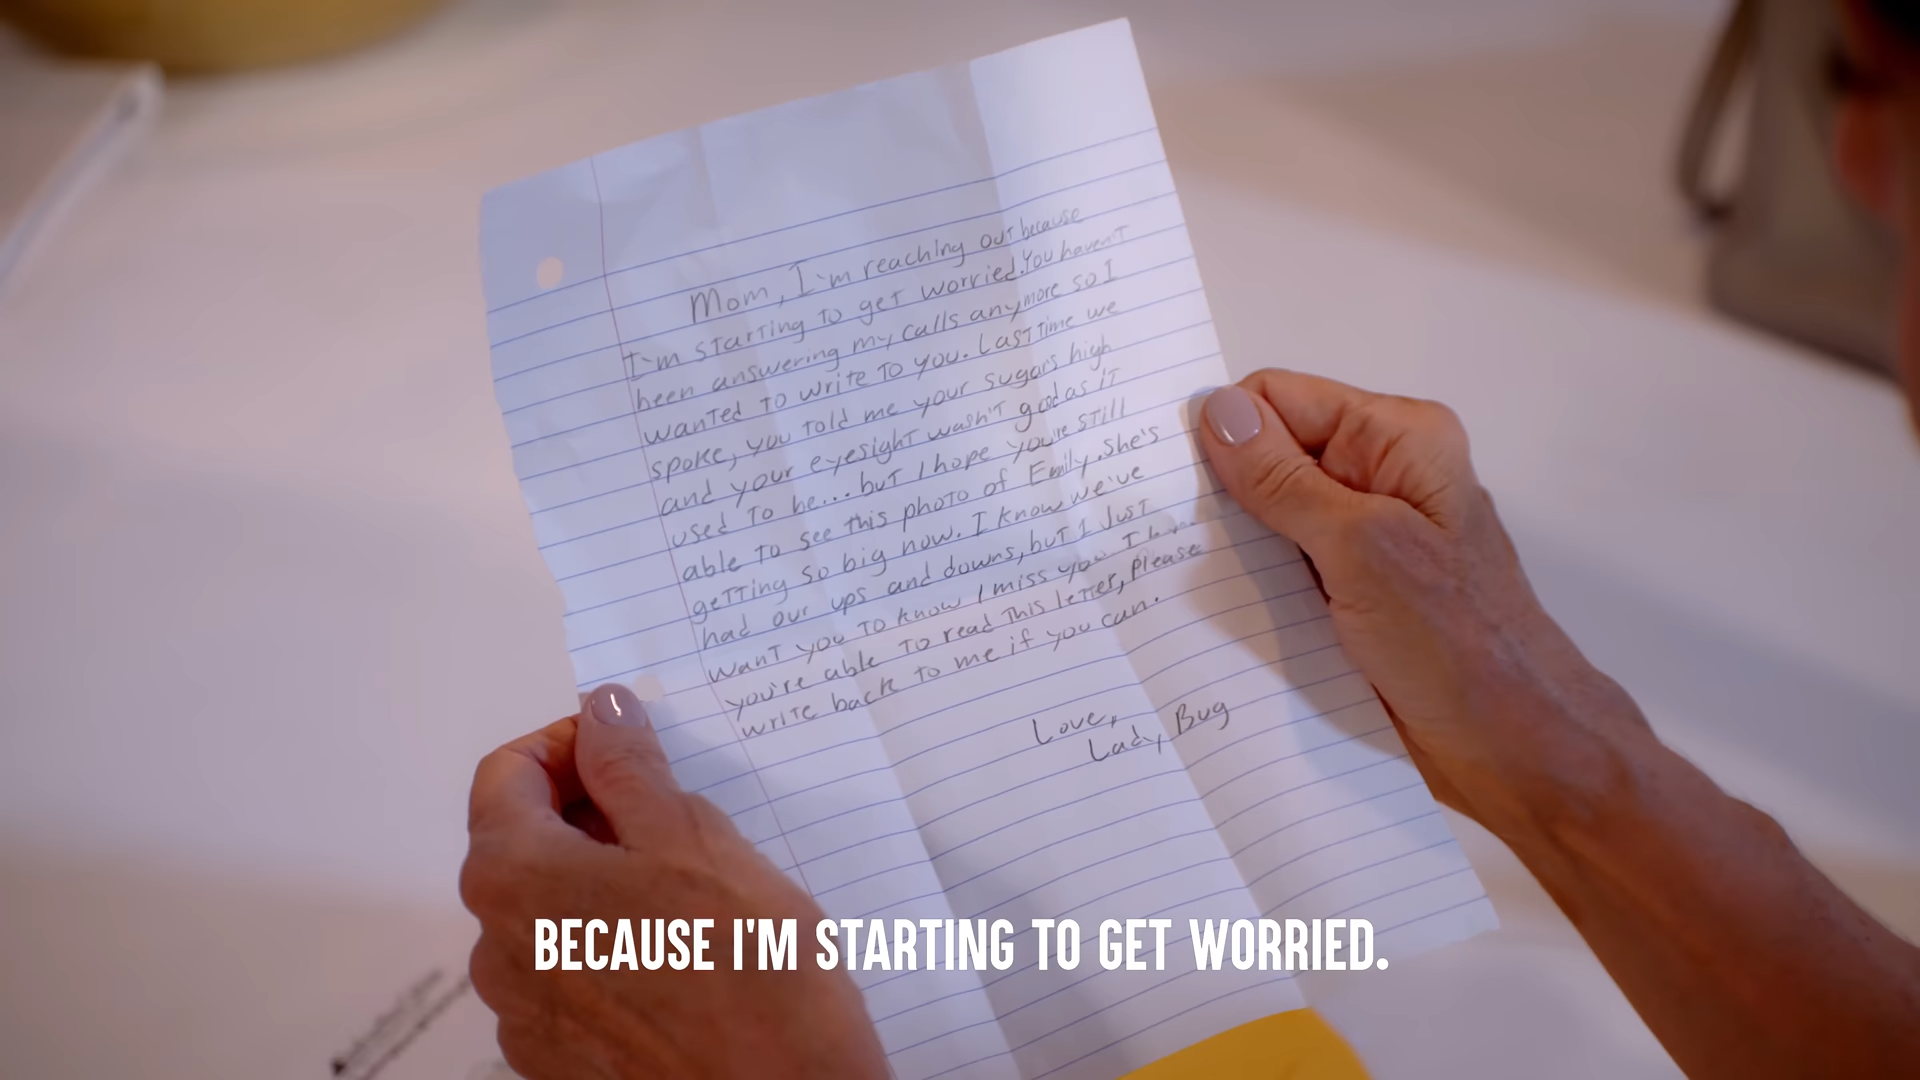 Mom, I'm reaching out because
I'm starting to get worried. You haven't
been answering my calls anymore so I
wanted to write to you. Last time we
spoke, you told me your sugar's high
and your eyesight wasn't good as it
used to be... but I hope you're still
able to see this photo of Emily. She's
getting so big now. I know we've
had our ups and downs, but I just
want you to know I miss you I
you're able to read this letter, please
write back to me if you can.
Love,
Lady Bug
BECAUSE I'M STARTING TO GET WORRIED.